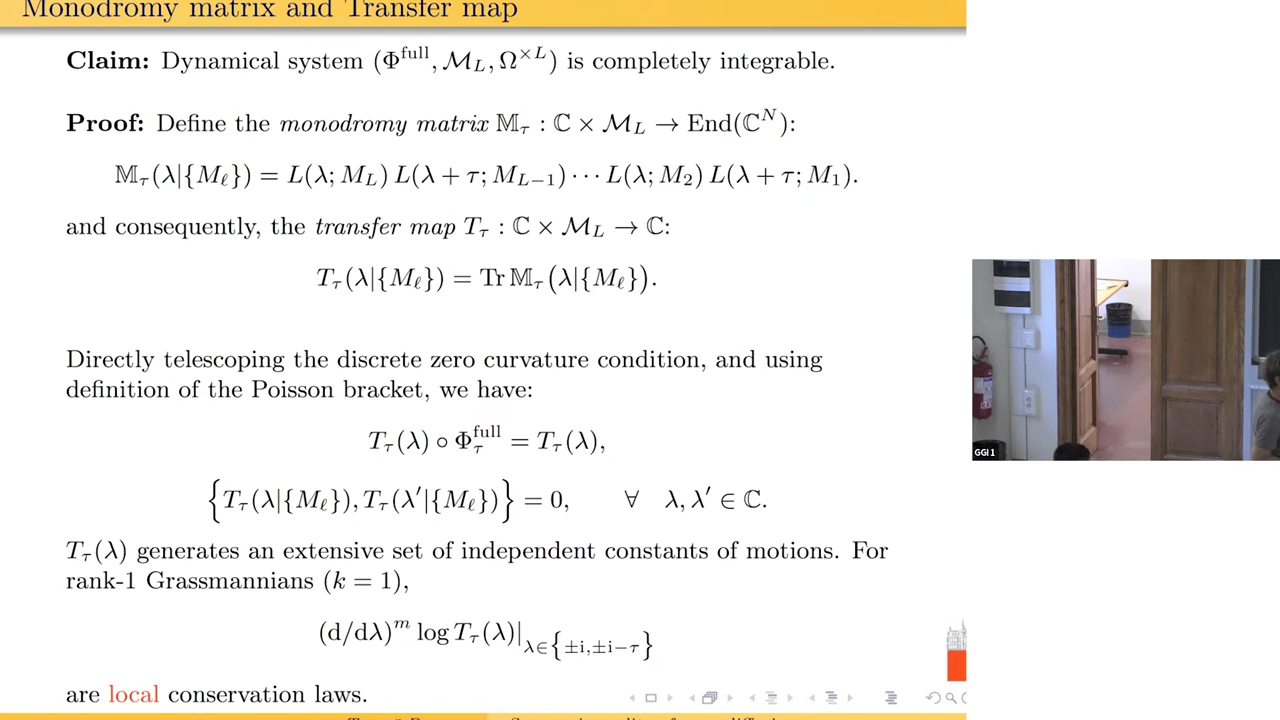 Monodromy matrix and Transfer map
Claim: Dynamical system (Φ^full, ℳ_L, Ω^×L) is completely integrable.
Proof: Define the monodromy matrix 𝕄_τ : ℂ × ℳ_L → End(ℂ^N):
𝕄_τ(λ|{M_ℓ}) = L(λ; M_L) L(λ + τ; M_{L−1}) ··· L(λ; M_2) L(λ + τ; M_1).
and consequently, the transfer map T_τ : ℂ × ℳ_L → ℂ:
T_τ(λ|{M_ℓ}) = Tr 𝕄_τ(λ|{M_ℓ}).
Directly telescoping the discrete zero curvature condition, and using
definition of the Poisson bracket, we have:
T_τ(λ) ∘ Φ_τ^full = T_τ(λ),
{T_τ(λ|{M_ℓ}), T_τ(λ′|{M_ℓ})} = 0, ∀ λ, λ′ ∈ ℂ.
T_τ(λ) generates an extensive set of independent constants of motions. For
rank-1 Grassmannians (k = 1),
(d/dλ)^m log T_τ(λ)|_{λ∈{±i,±i−τ}}
are local conservation laws.
GGI 1